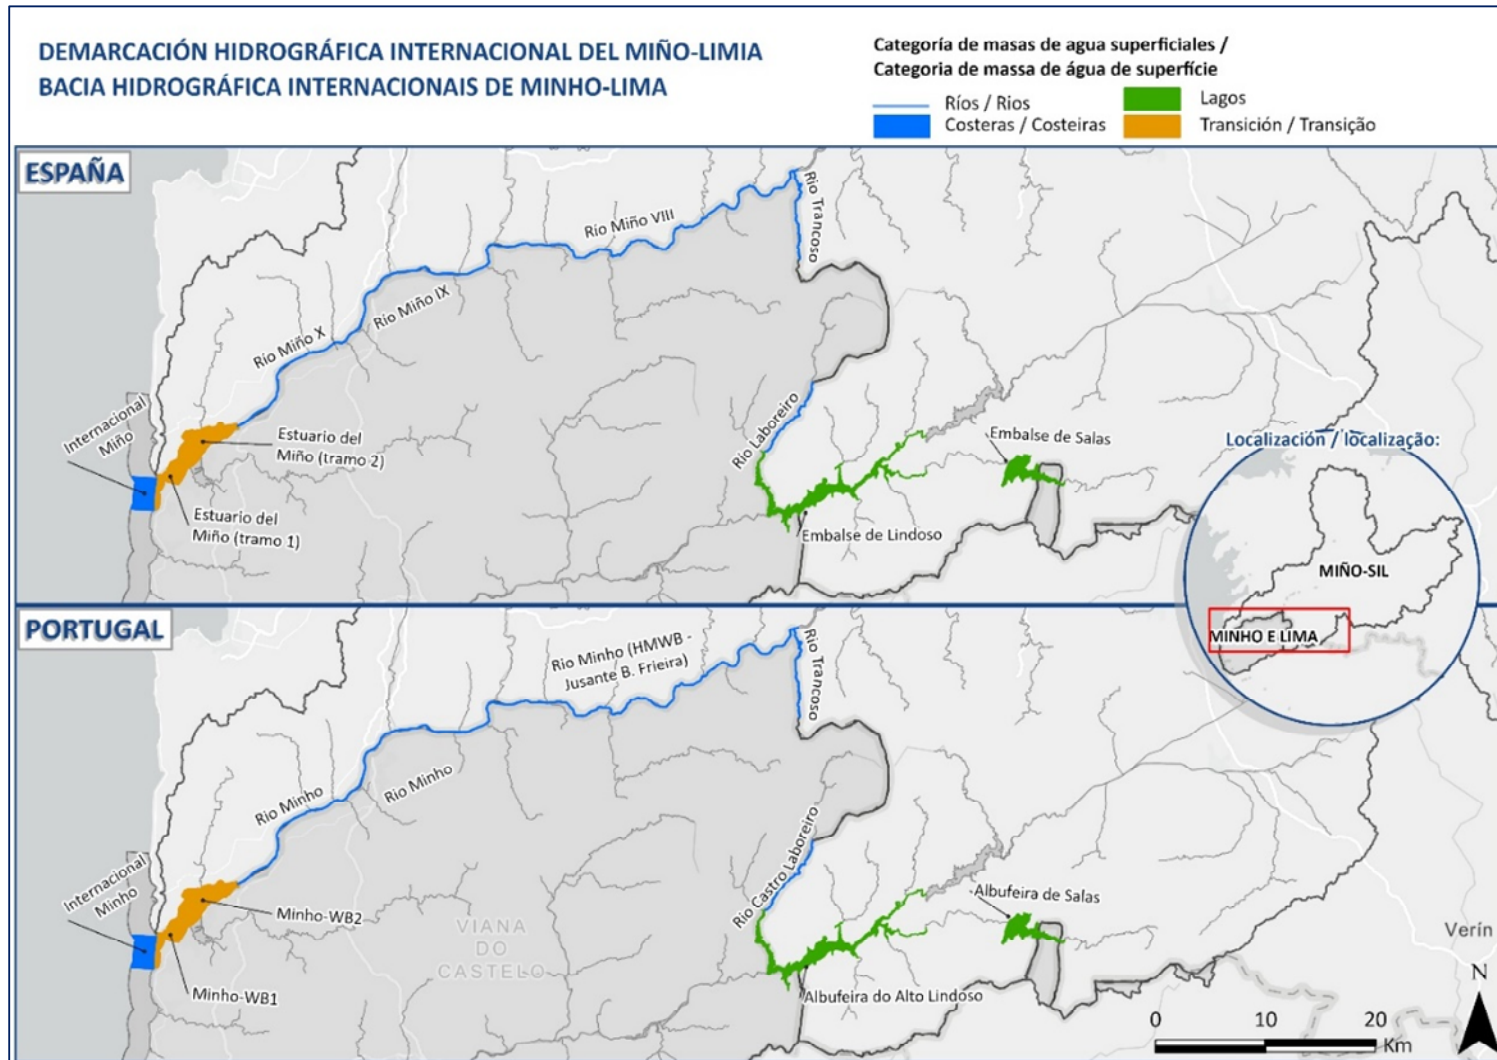 DEMARCACIÓN HIDROGRÁFICA INTERNACIONAL DEL MIÑO-LIMIA
BACIA HIDROGRÁFICA INTERNACIONAIS DE MINHO-LIMA
Categoría de masas de agua superficiales /
Categoria de massa de água de superfície
Ríos / Rios
Lagos
Costeras / Costeiras
Transición / Transição
ESPAÑA
Río Miño VIII
Río Trancoso
Río Miño IX
Río Miño X
Internacional
Miño
Estuario del
Miño (tramo 2)
Estuario del
Miño (tramo 1)
Río Laboreiro
Embalse de Salas
Embalse de Lindoso
Localización / localização:
MIÑO-SIL
MINHO E LIMA
PORTUGAL
Rio Minho (HMWB -
Jusante B. Frieira)
Rio Trancoso
Rio Minho
Rio Minho
Internacional
Minho
Minho-WB2
Minho-WB1
VIANA
DO
CASTELO
Rio Castro Laboreiro
Albufeira de Salas
Albufeira do Alto Lindoso
Verín
N
0 10 20
Km